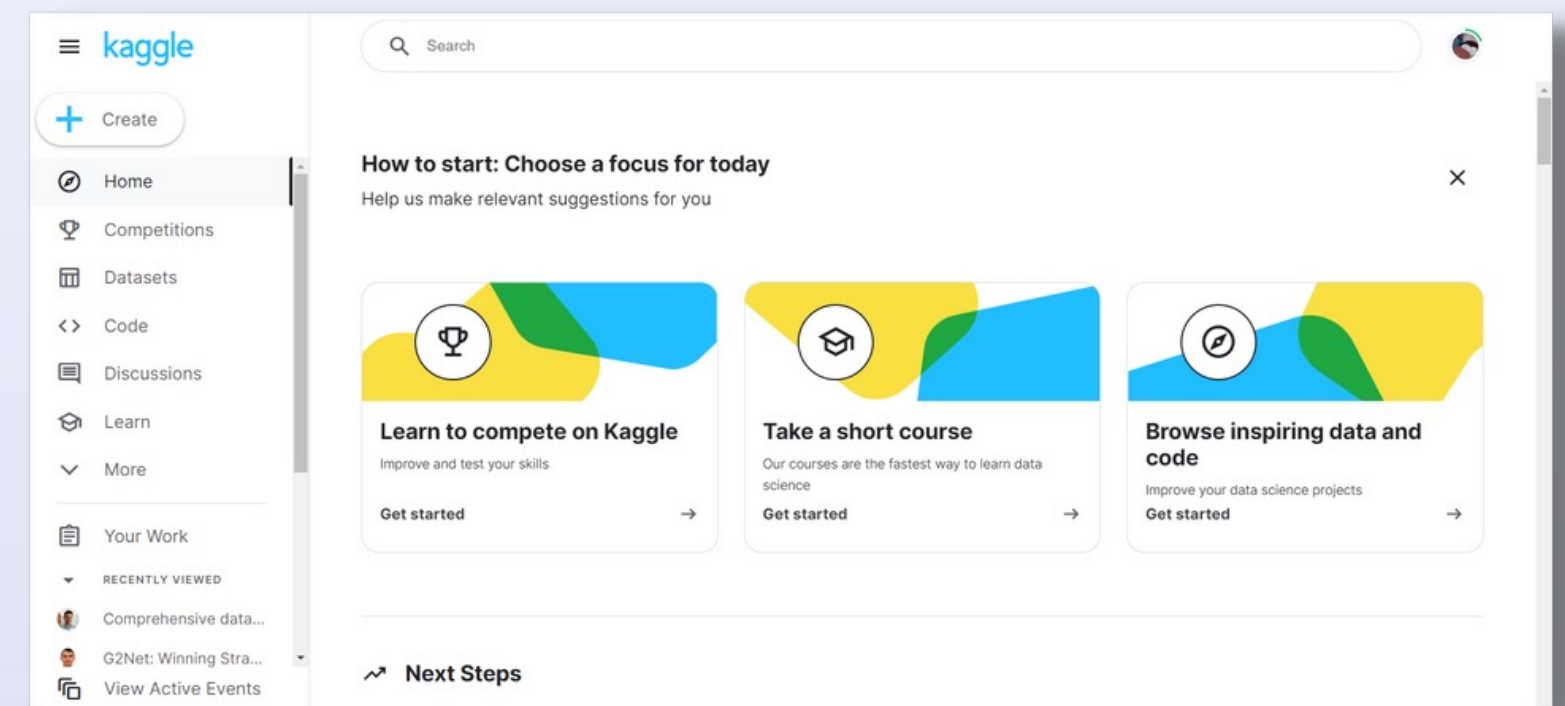 kaggle
Search
Create
Home
Competitions
Datasets
Code
Discussions
Learn
More
Your Work
RECENTLY VIEWED
Comprehensive data...
G2Net: Winning Stra...
View Active Events
How to start: Choose a focus for today
Help us make relevant suggestions for you
Learn to compete on Kaggle
Improve and test your skills
Get started
Take a short course
Our courses are the fastest way to learn data
science
Get started
Browse inspiring data and
code
Improve your data science projects
Get started
Next Steps